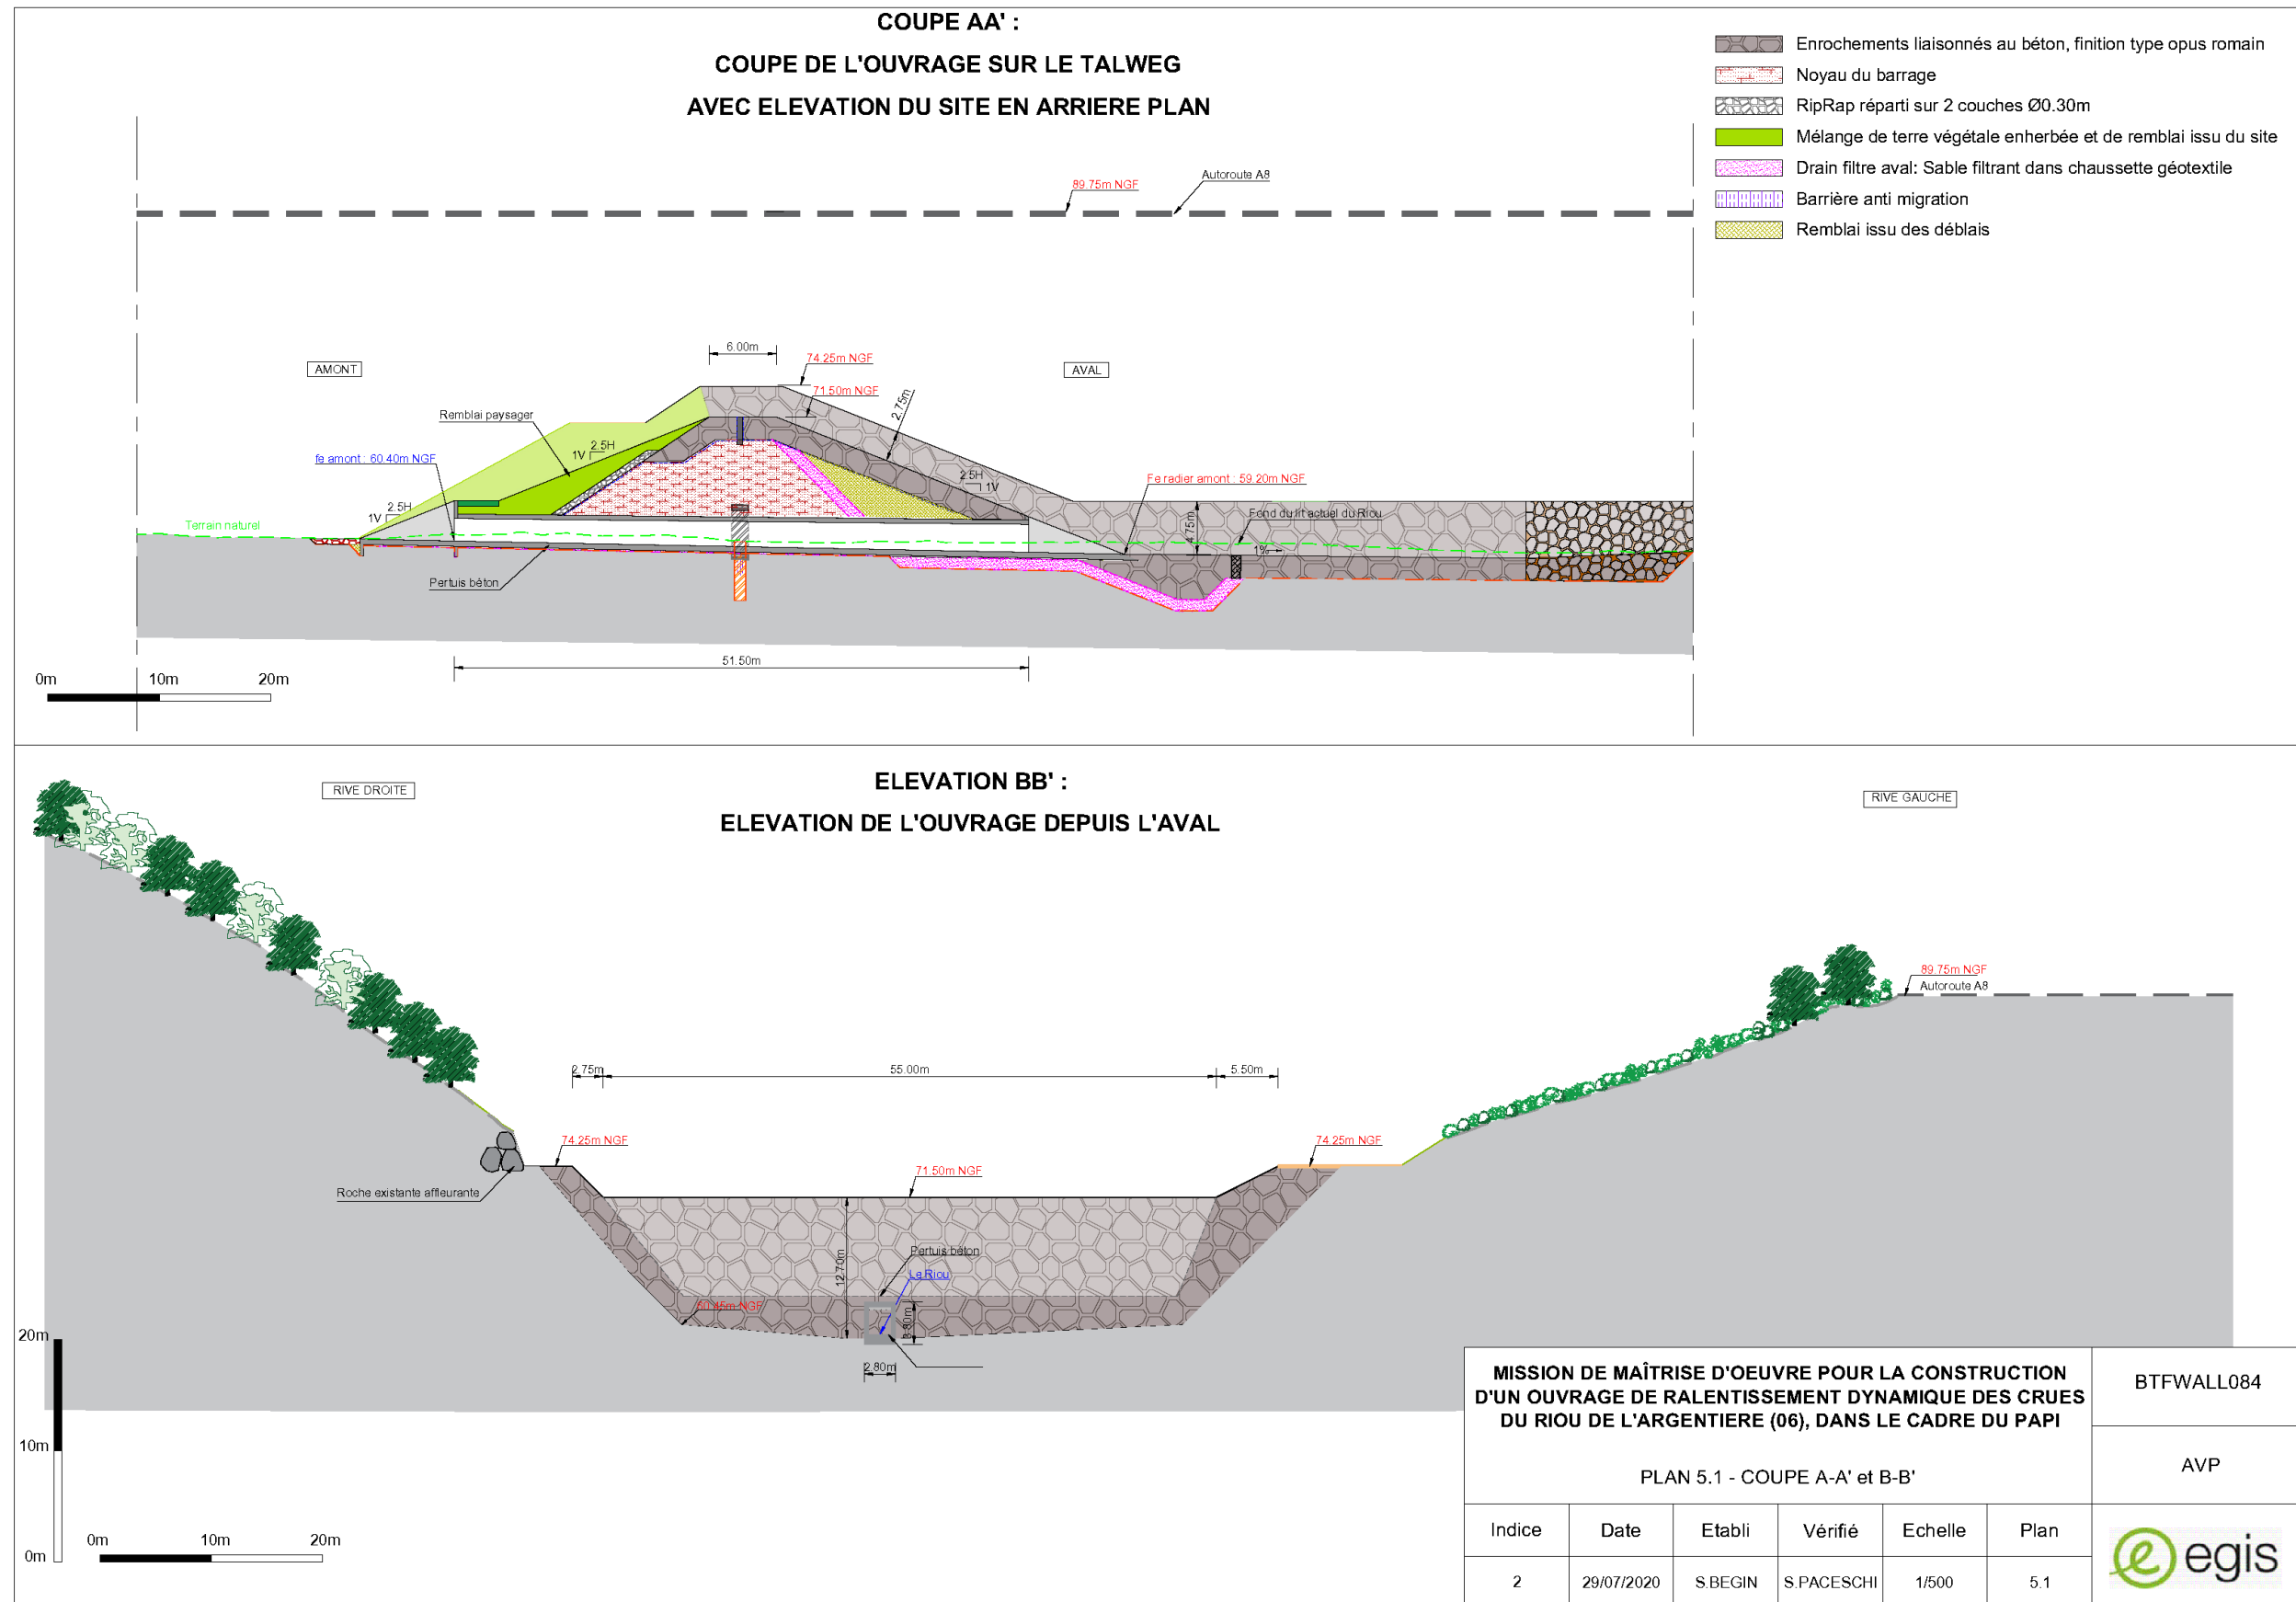 COUPE AA' :
COUPE DE L'OUVRAGE SUR LE TALWEG
AVEC ELEVATION DU SITE EN ARRIERE PLAN
Enrochements liaisonnés au béton, finition type opus romain
Noyau du barrage
RipRap réparti sur 2 couches Ø0.30m
Mélange de terre végétale enherbée et de remblai issu du site
Drain filtre aval: Sable filtrant dans chaussette géotextile
Barrière anti migration
Remblai issu des déblais
89.75m NGF
Autoroute A8
6.00m
74.25m NGF
71.50m NGF
AMONT
AVAL
2.75m
Remblai paysager
2.5H
1V
fe amont : 60.40m NGF
2.5H
1V
2.5H
1V
Fe radier amont : 59.20m NGF
Terrain naturel
Fond du lit actuel du Riou
4.75m
1%
Pertuis béton
51.50m
0m 10m 20m
ELEVATION BB' :
ELEVATION DE L'OUVRAGE DEPUIS L'AVAL
RIVE DROITE
RIVE GAUCHE
89.75m NGF
Autoroute A8
2.75m
55.00m
5.50m
74.25m NGF
74.25m NGF
71.50m NGF
Roche existante affleurante
12.70m
Pertuis béton
Le Riou
60.45m NGF
3.80m
2.80m
20m
10m
0m
0m 10m 20m
MISSION DE MAÎTRISE D'OEUVRE POUR LA CONSTRUCTION
D'UN OUVRAGE DE RALENTISSEMENT DYNAMIQUE DES CRUES
DU RIOU DE L'ARGENTIERE (06), DANS LE CADRE DU PAPI
PLAN 5.1 - COUPE A-A' et B-B'
BTFWALL084
AVP
Indice Date Etabli Vérifié Echelle Plan
2 29/07/2020 S.BEGIN S.PACESCHI 1/500 5.1
egis